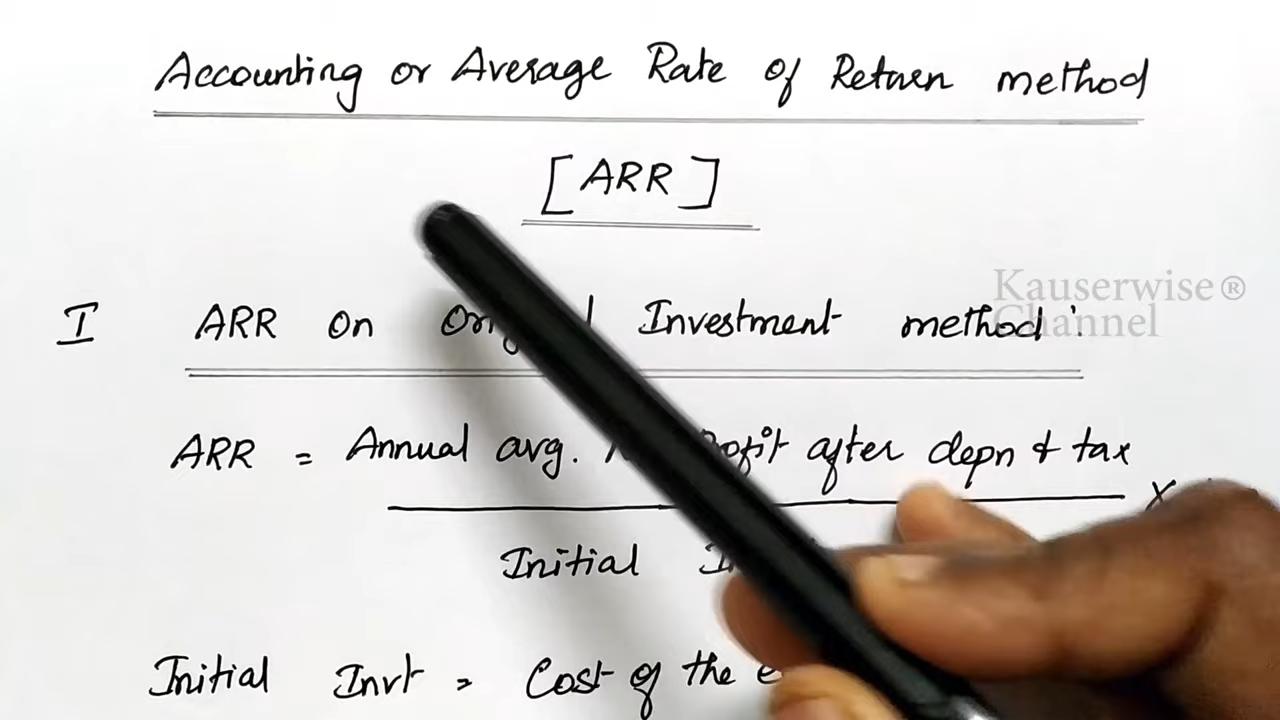 Accounting or Average Rate of Return method
[ARR]
Kauserwise®
Channel
I ARR on Investment method:
ARR = Annual avg. after depn & tax
X
Initial
Initial Invt = Cost of the